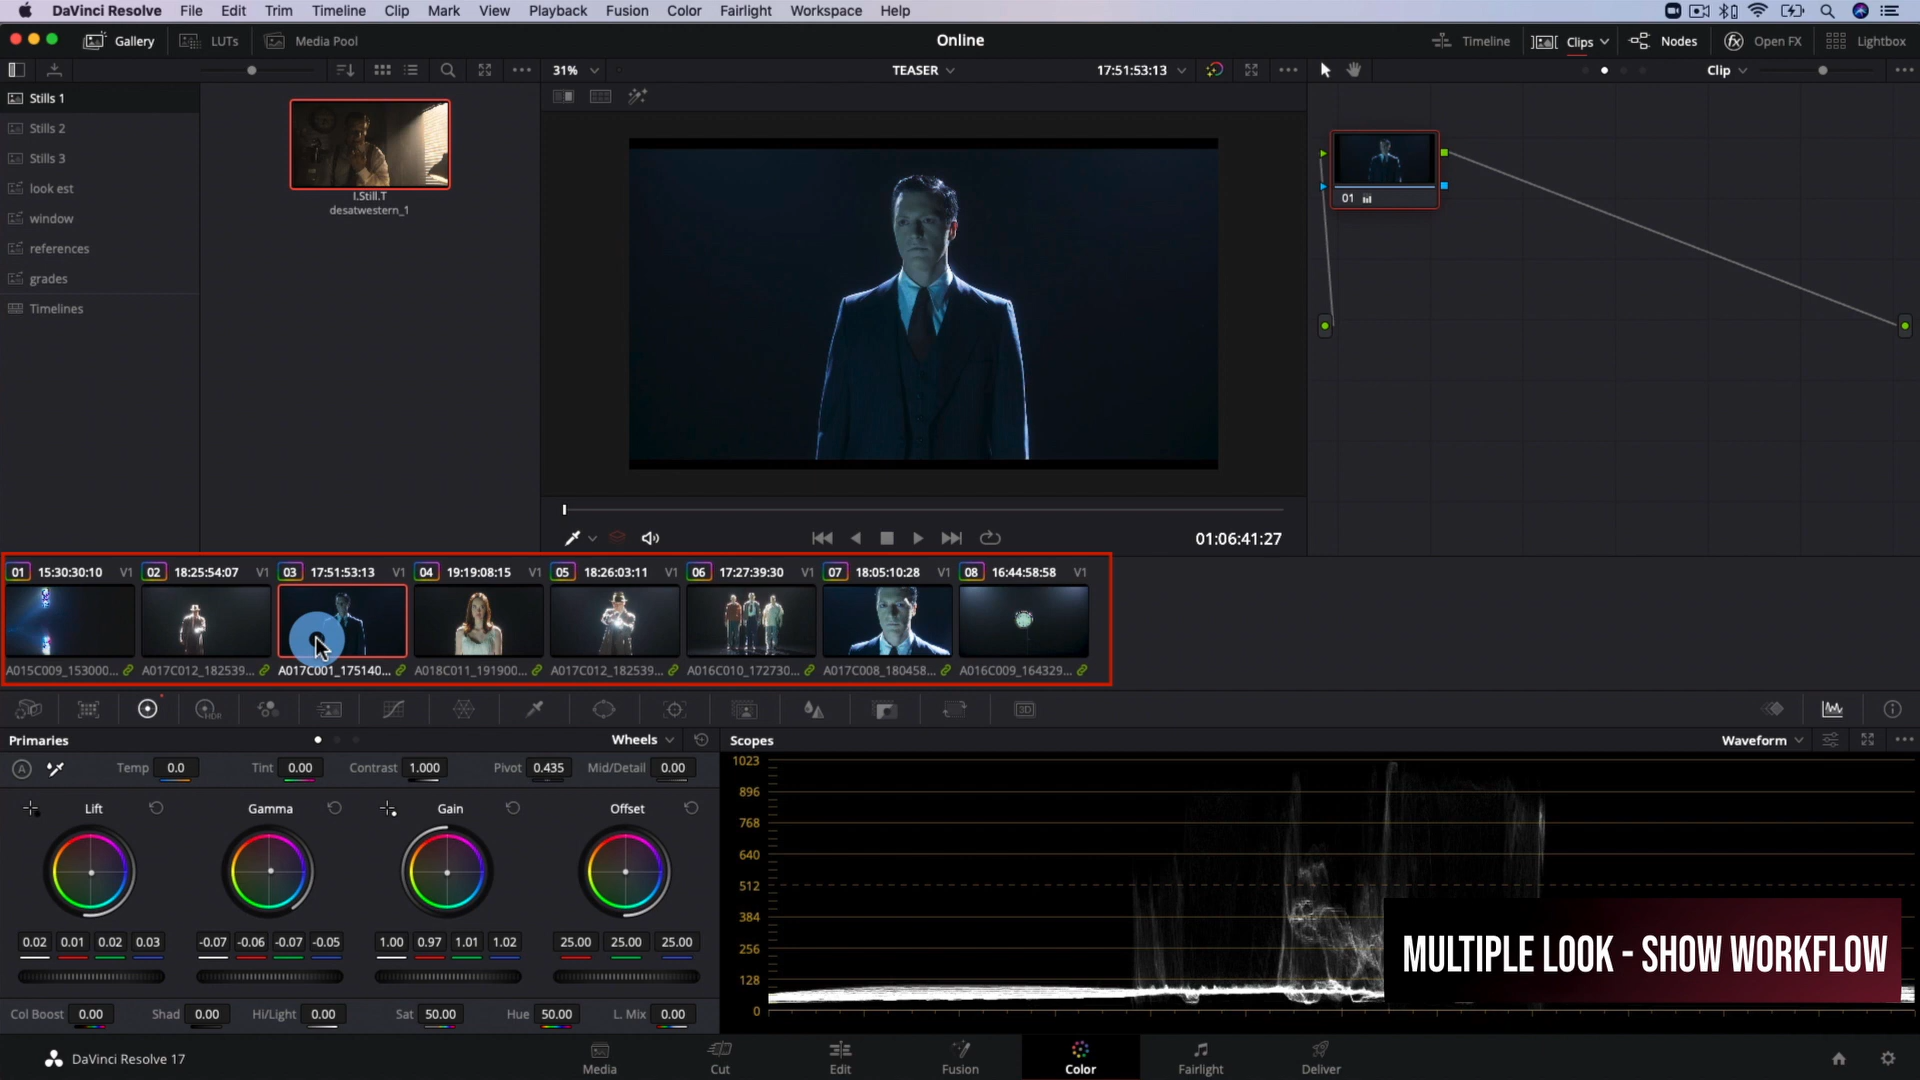 DaVinci Resolve File Edit Trim Timeline Clip Mark View Playback Fusion Color Fairlight Workspace Help
Gallery LUTs Media Pool Online Timeline Clips Nodes Open FX Lightbox
31% TEASER 17:51:53:13 Clip
Stills 1
Stills 2
Stills 3
look est
window
references
grades
Timelines
I.Still.T
desatwestern_1
01
01:06:41:27
01 15:30:30:10 V1 02 18:25:54:07 V1 03 17:51:53:13 V1 04 19:19:08:15 V1 05 18:26:03:11 V1 06 17:27:39:30 V1 07 18:05:10:28 V1 08 16:44:58:58 V1
A015C009_153000... A017C012_182539... A017C001_175140... A018C011_191900... A017C012_182539... A016C010_172730... A017C008_180458... A016C009_164329...
HDR 3D
Primaries Wheels Scopes Waveform
A Temp 0.0 Tint 0.00 Contrast 1.000 Pivot 0.435 Mid/Detail 0.00
Lift Gamma Gain Offset
0.02 0.01 0.02 0.03 -0.07 -0.06 -0.07 -0.05 1.00 0.97 1.01 1.02 25.00 25.00 25.00
Col Boost 0.00 Shad 0.00 Hi/Light 0.00 Sat 50.00 Hue 50.00 L. Mix 0.00
1023
896
768
640
512
384
256
128
0
MULTIPLE LOOK - SHOW WORKFLOW
DaVinci Resolve 17 Media Cut Edit Fusion Color Fairlight Deliver